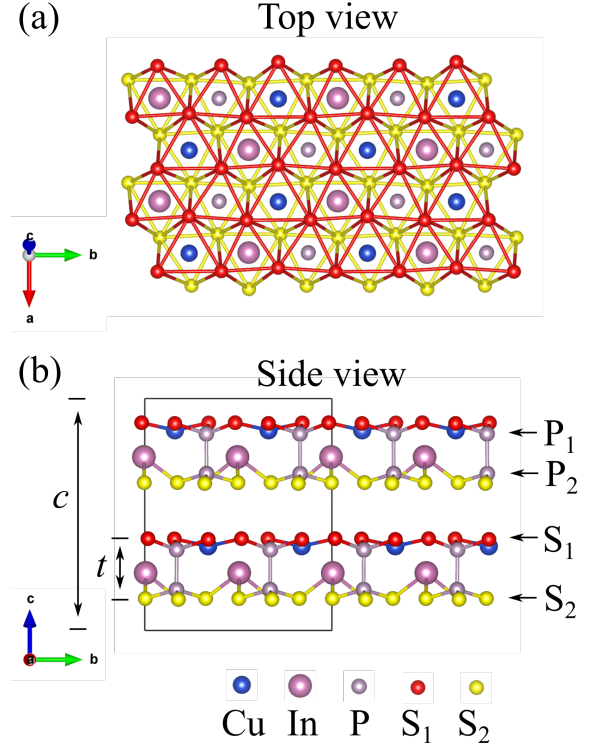 (a)
Top view
c
b
a
(b)
Side view
P₁
P₂
c
S₁
t
S₂
c
a
b
Cu In P S₁ S₂